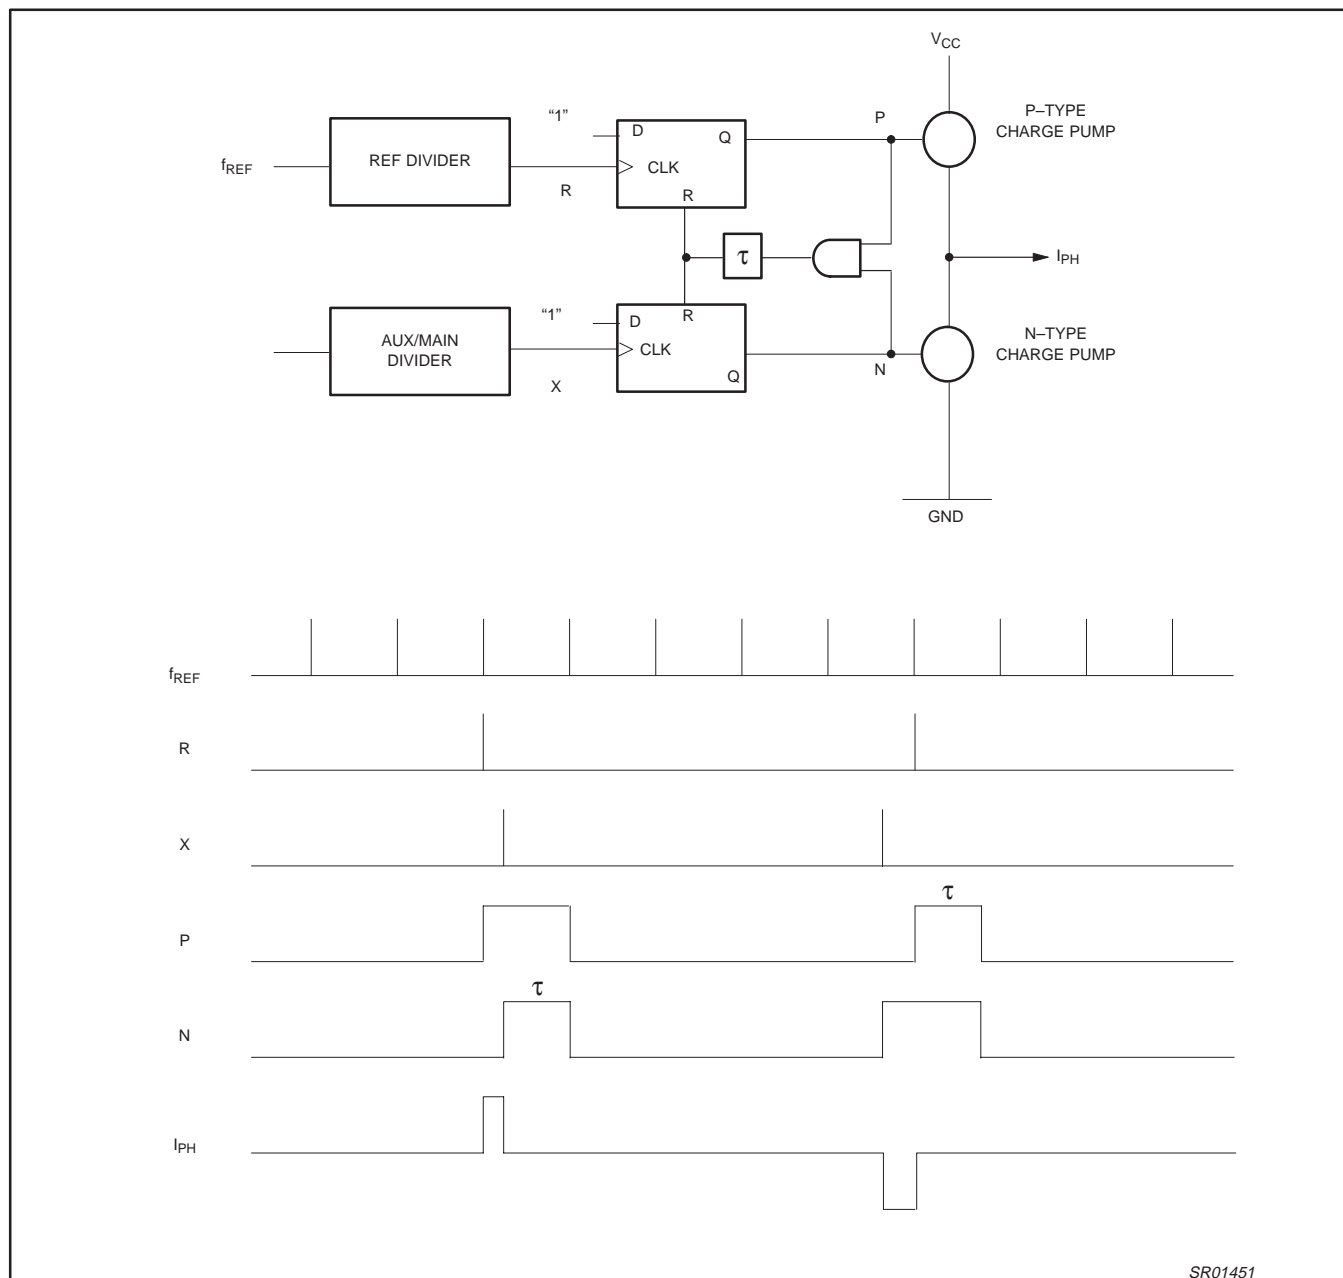 VCC
"1"
P
P–TYPE
CHARGE PUMP
D
Q
fREF
REF DIVIDER
CLK
R
R
τ
IPH
"1"
D
R
AUX/MAIN
DIVIDER
CLK
N–TYPE
CHARGE PUMP
X
Q
N
GND
fREF
R
X
τ
P
τ
N
IPH
SR01451